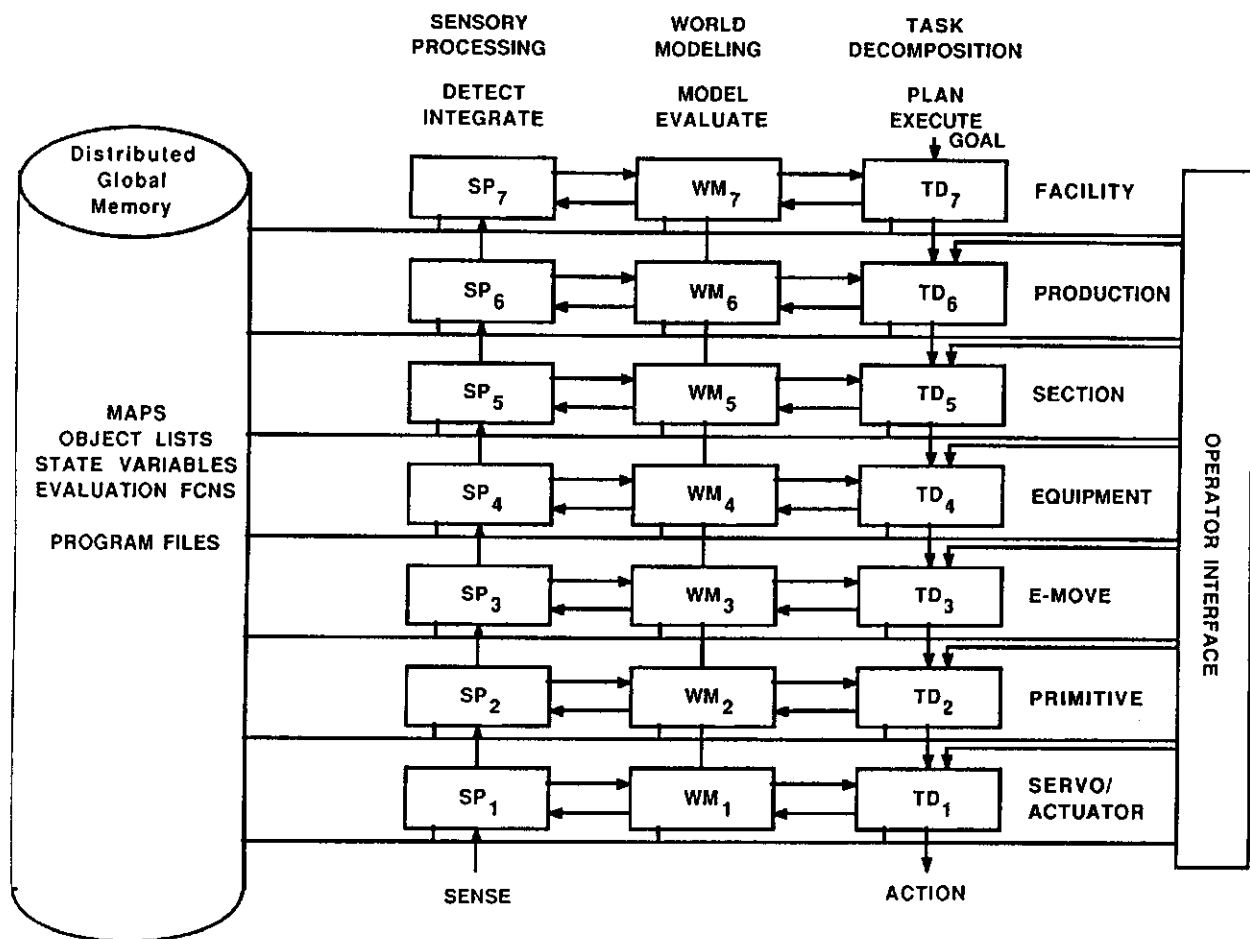 SENSORY
PROCESSING
WORLD
MODELING
TASK
DECOMPOSITION
DETECT
INTEGRATE
MODEL
EVALUATE
PLAN
EXECUTE
GOAL
Distributed
Global
Memory
MAPS
OBJECT LISTS
STATE VARIABLES
EVALUATION FCNS
PROGRAM FILES
SP7
WM7
TD7
FACILITY
SP6
WM6
TD6
PRODUCTION
SP5
WM5
TD5
SECTION
SP4
WM4
TD4
EQUIPMENT
SP3
WM3
TD3
E-MOVE
SP2
WM2
TD2
PRIMITIVE
SP1
WM1
TD1
SERVO/
ACTUATOR
SENSE
ACTION
OPERATOR INTERFACE